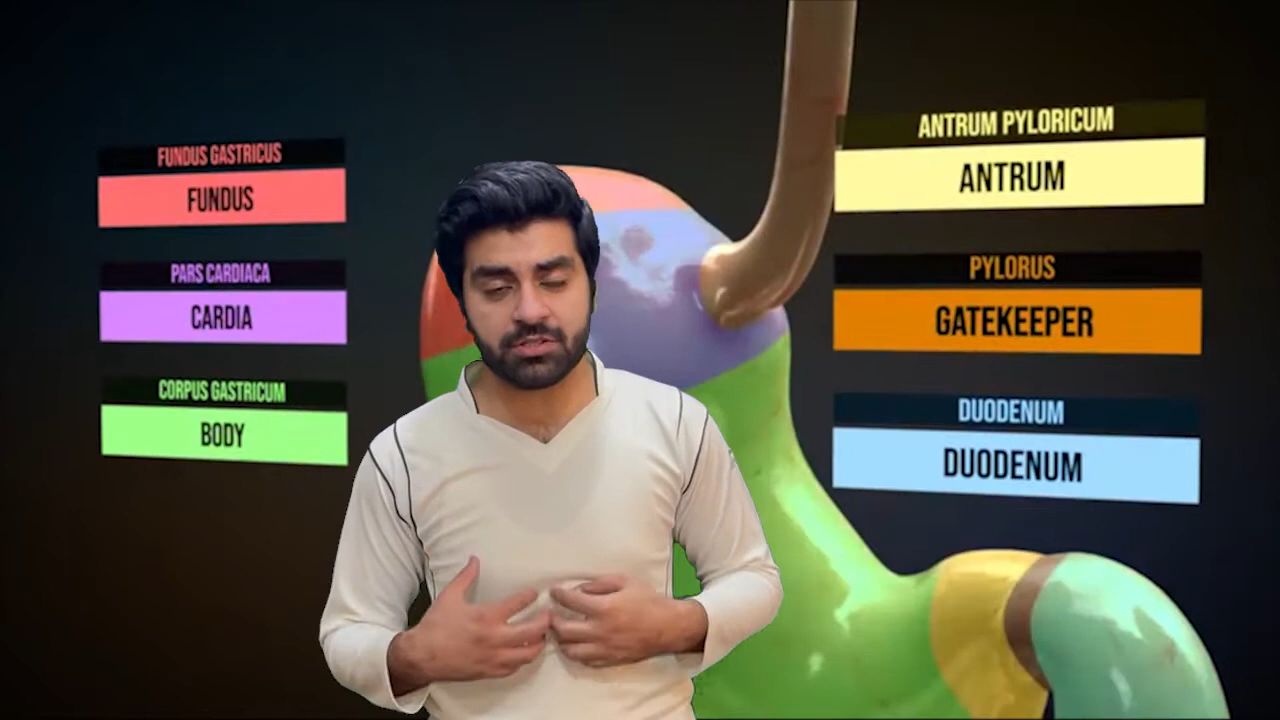 FUNDUS GASTRICUS
FUNDUS
PARS CARDIACA
CARDIA
CORPUS GASTRICUM
BODY
ANTRUM PYLORICUM
ANTRUM
PYLORUS
GATEKEEPER
DUODENUM
DUODENUM